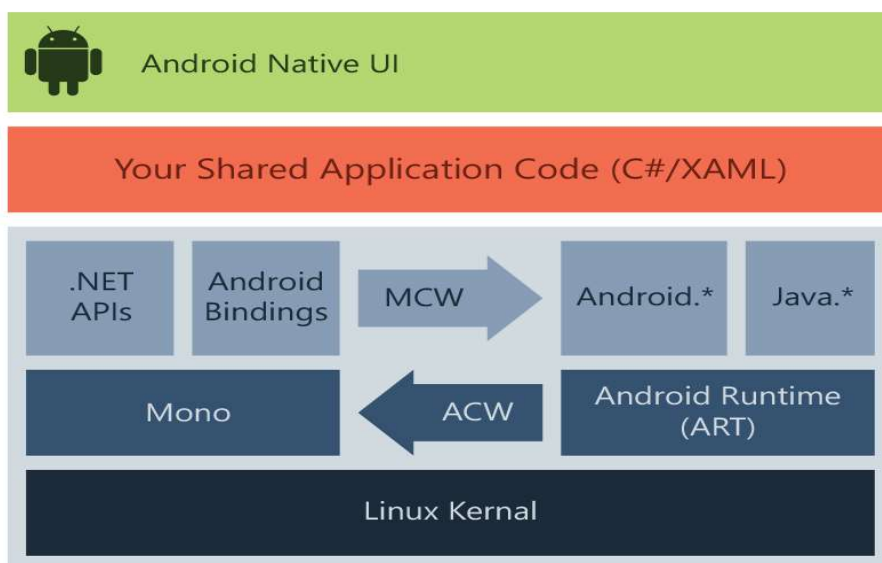 Android Native UI
Your Shared Application Code (C#/XAML)
.NET
APIs
Android
Bindings
MCW
Android.*
Java.*
Mono
ACW
Android Runtime
(ART)
Linux Kernal